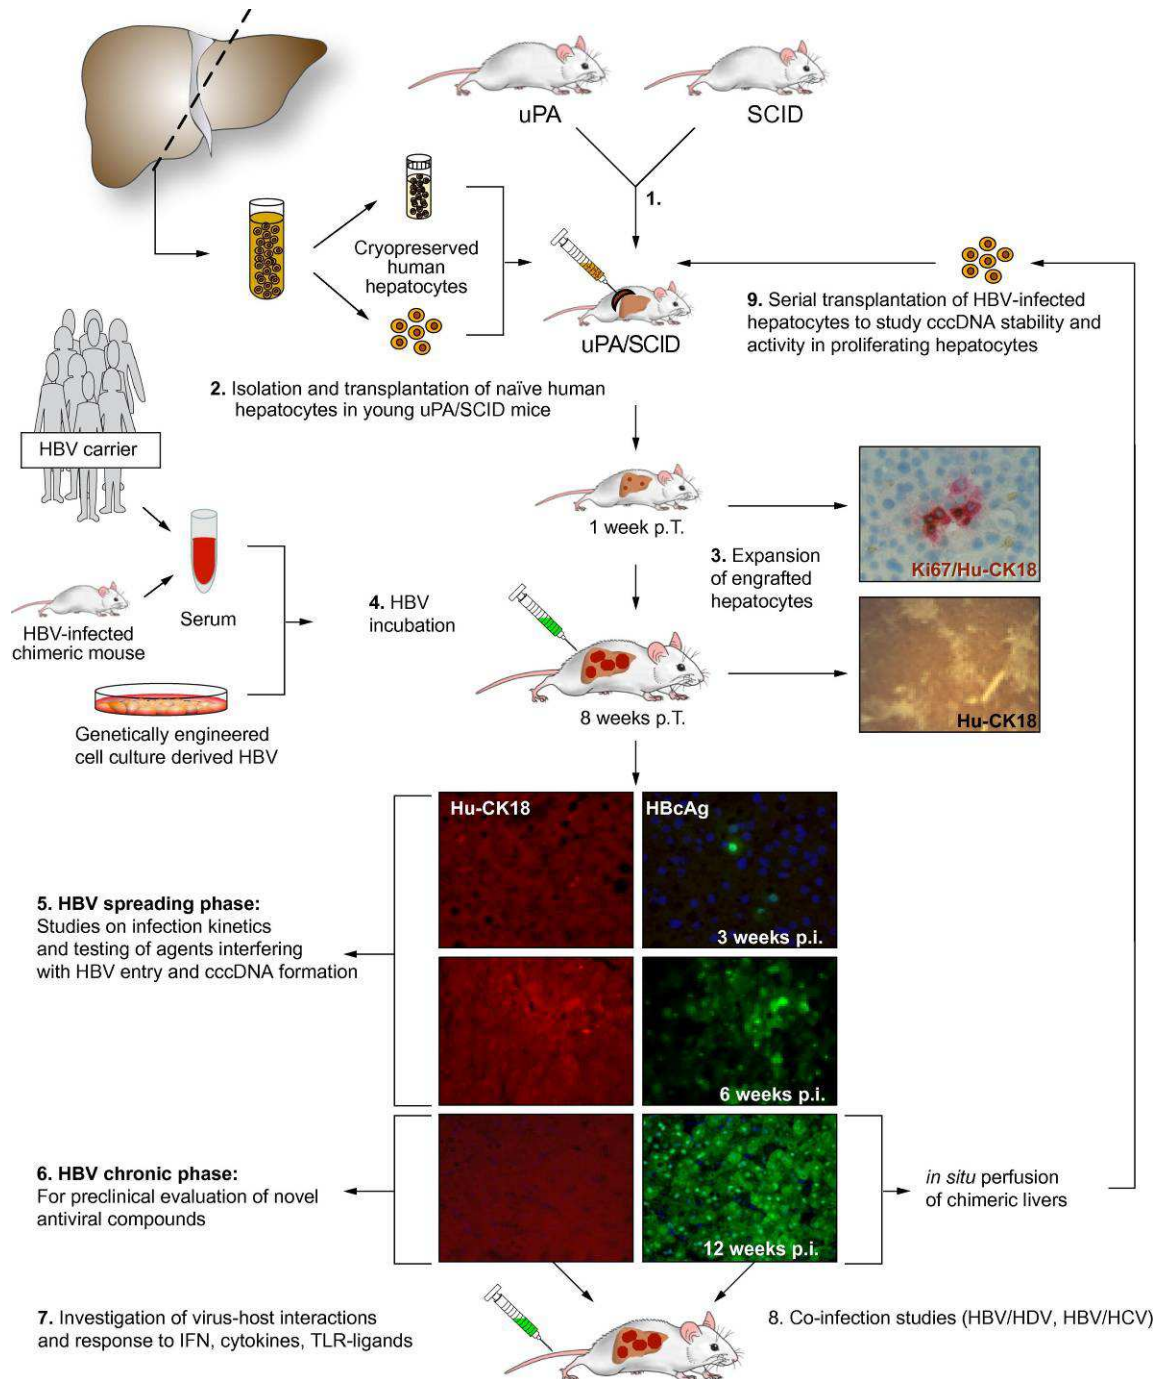 uPA
SCID
1.
Cryopreserved
human
hepatocytes
uPA/SCID
9. Serial transplantation of HBV-infected
hepatocytes to study cccDNA stability and
activity in proliferating hepatocytes
2. Isolation and transplantation of naïve human
hepatocytes in young uPA/SCID mice
HBV carrier
1 week p.T.
Ki67/Hu-CK18
3. Expansion
of engrafted
hepatocytes
4. HBV
incubation
Serum
HBV-infected
chimeric mouse
Hu-CK18
8 weeks p.T.
Genetically engineered
cell culture derived HBV
Hu-CK18
HBcAg
3 weeks p.i.
5. HBV spreading phase:
Studies on infection kinetics
and testing of agents interfering
with HBV entry and cccDNA formation
6 weeks p.i.
6. HBV chronic phase:
For preclinical evaluation of novel
antiviral compounds
in situ perfusion
of chimeric livers
12 weeks p.i.
7. Investigation of virus-host interactions
and response to IFN, cytokines, TLR-ligands
8. Co-infection studies (HBV/HDV, HBV/HCV)